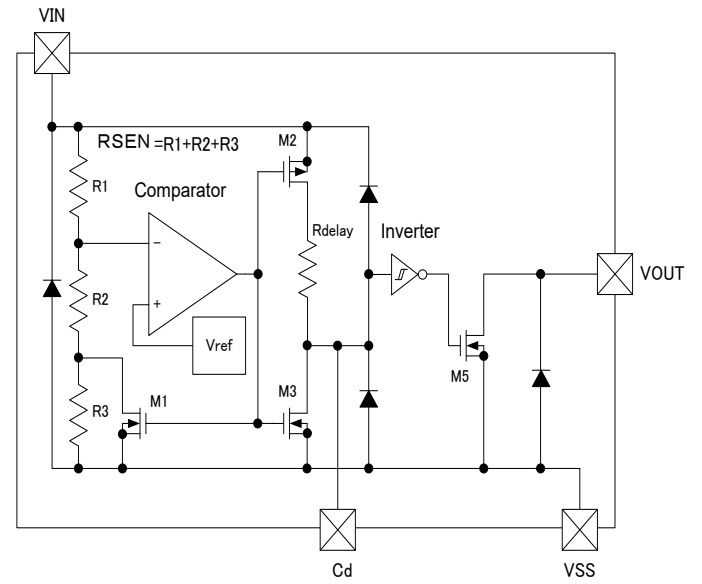 VIN
RSEN =R1+R2+R3
M2
R1
Comparator
Rdelay
Inverter
−
VOUT
R2
+
Vref
M5
M1
M3
R3
Cd
VSS